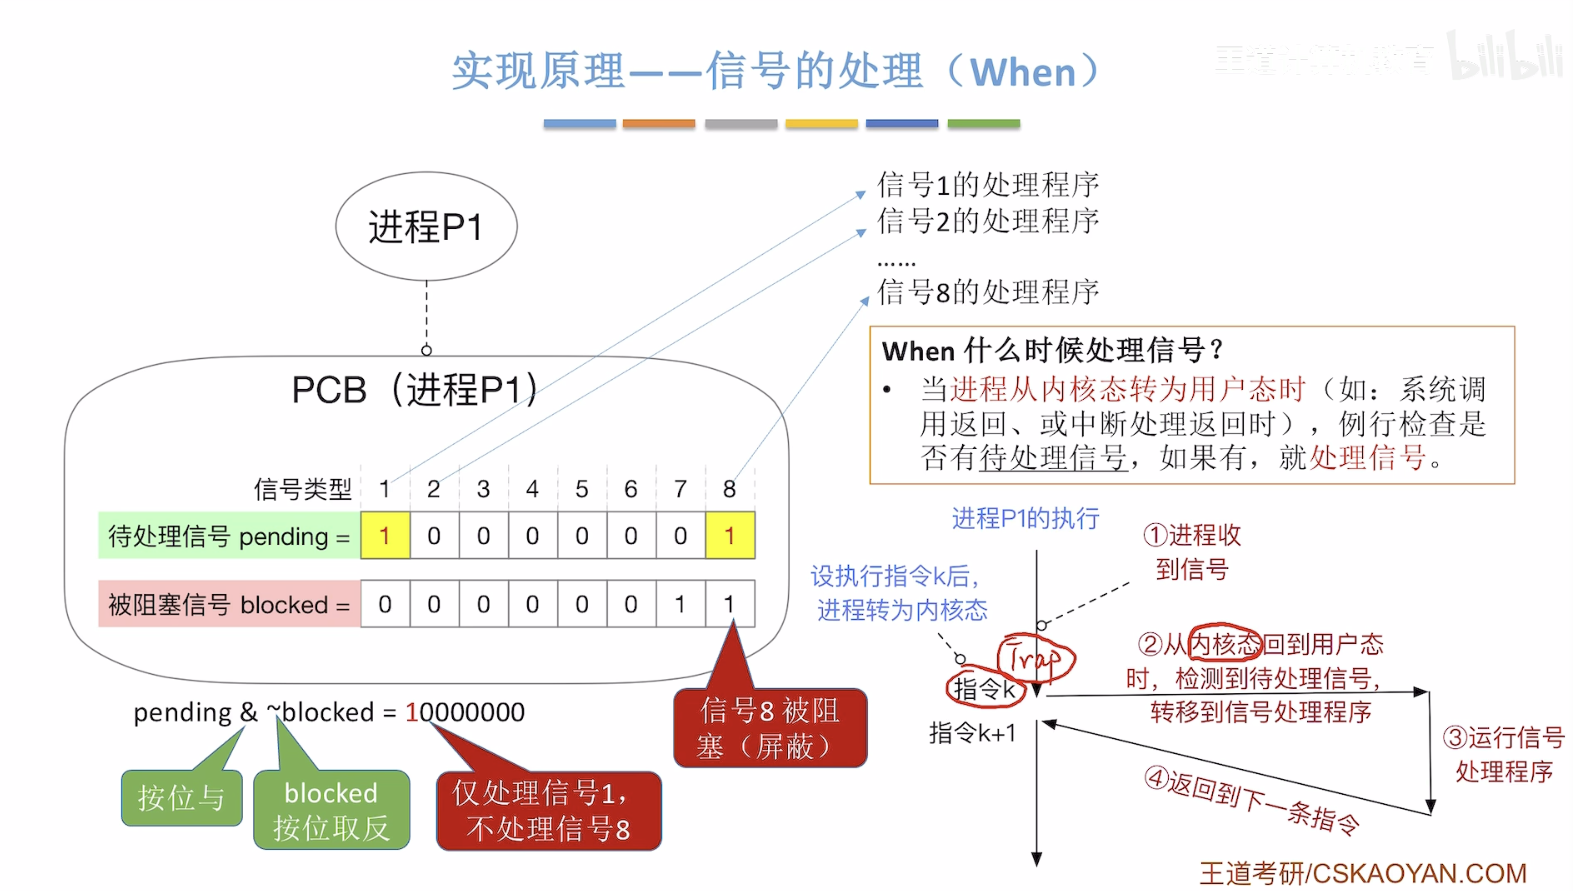 实现原理——信号的处理（When）
bilibili
进程P1
信号1的处理程序
信号2的处理程序
……
信号8的处理程序
PCB（进程P1）
信号类型 1 2 3 4 5 6 7 8
待处理信号 pending = 1 0 0 0 0 0 0 1
被阻塞信号 blocked = 0 0 0 0 0 0 1 1
pending & ~blocked = 10000000
按位与
blocked
按位取反
仅处理信号1，
不处理信号8
信号8 被阻
塞（屏蔽）
When 什么时候处理信号？
• 当进程从内核态转为用户态时（如：系统调
用返回、或中断处理返回时），例行检查是
否有待处理信号，如果有，就处理信号。
进程P1的执行
①进程收
到信号
设执行指令k后，
进程转为内核态
Trap
指令k
指令k+1
②从内核态回到用户态
时，检测到待处理信号，
转移到信号处理程序
③运行信号
处理程序
④返回到下一条指令
王道考研/CSKAOYAN.COM